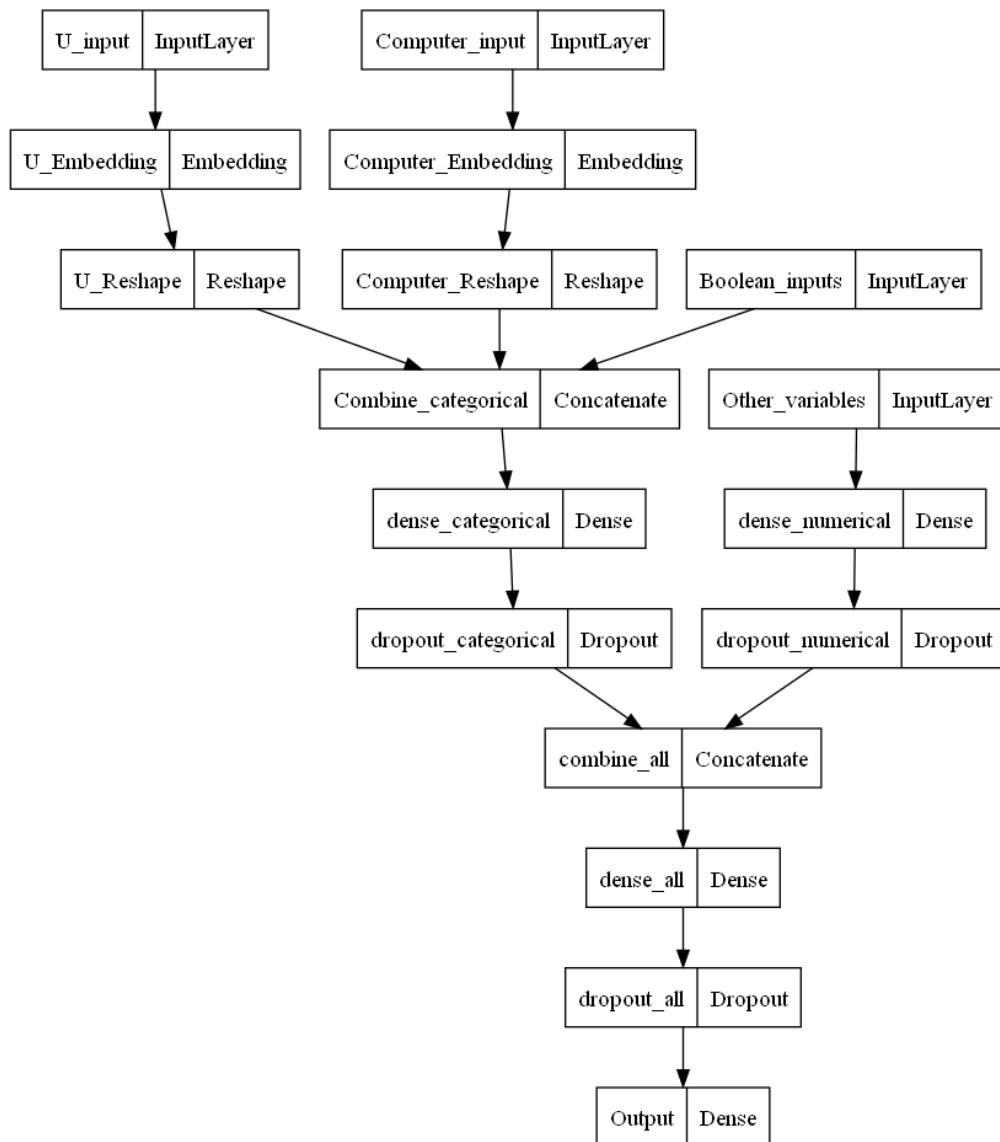 U_input InputLayer Computer_input InputLayer
U_Embedding Embedding Computer_Embedding Embedding
U_Reshape Reshape Computer_Reshape Reshape Boolean_inputs InputLayer
Combine_categorical Concatenate Other_variables InputLayer
dense_categorical Dense dense_numerical Dense
dropout_categorical Dropout dropout_numerical Dropout
combine_all Concatenate
dense_all Dense
dropout_all Dropout
Output Dense